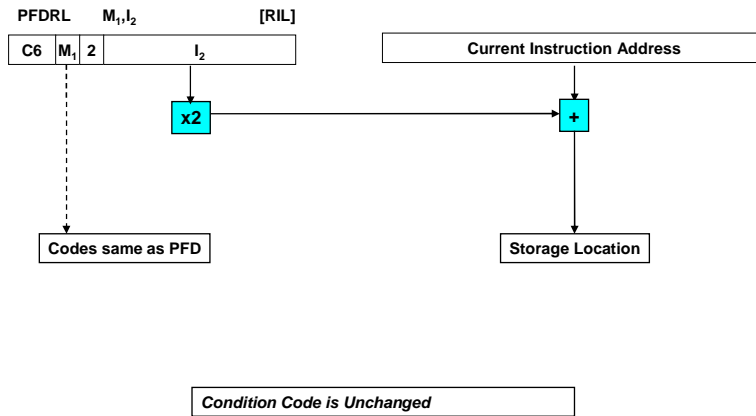 PFDRL M₁,I₂ [RIL]
C6 M₁ 2 I₂
Current Instruction Address
x2
+
Codes same as PFD
Storage Location
Condition Code is Unchanged